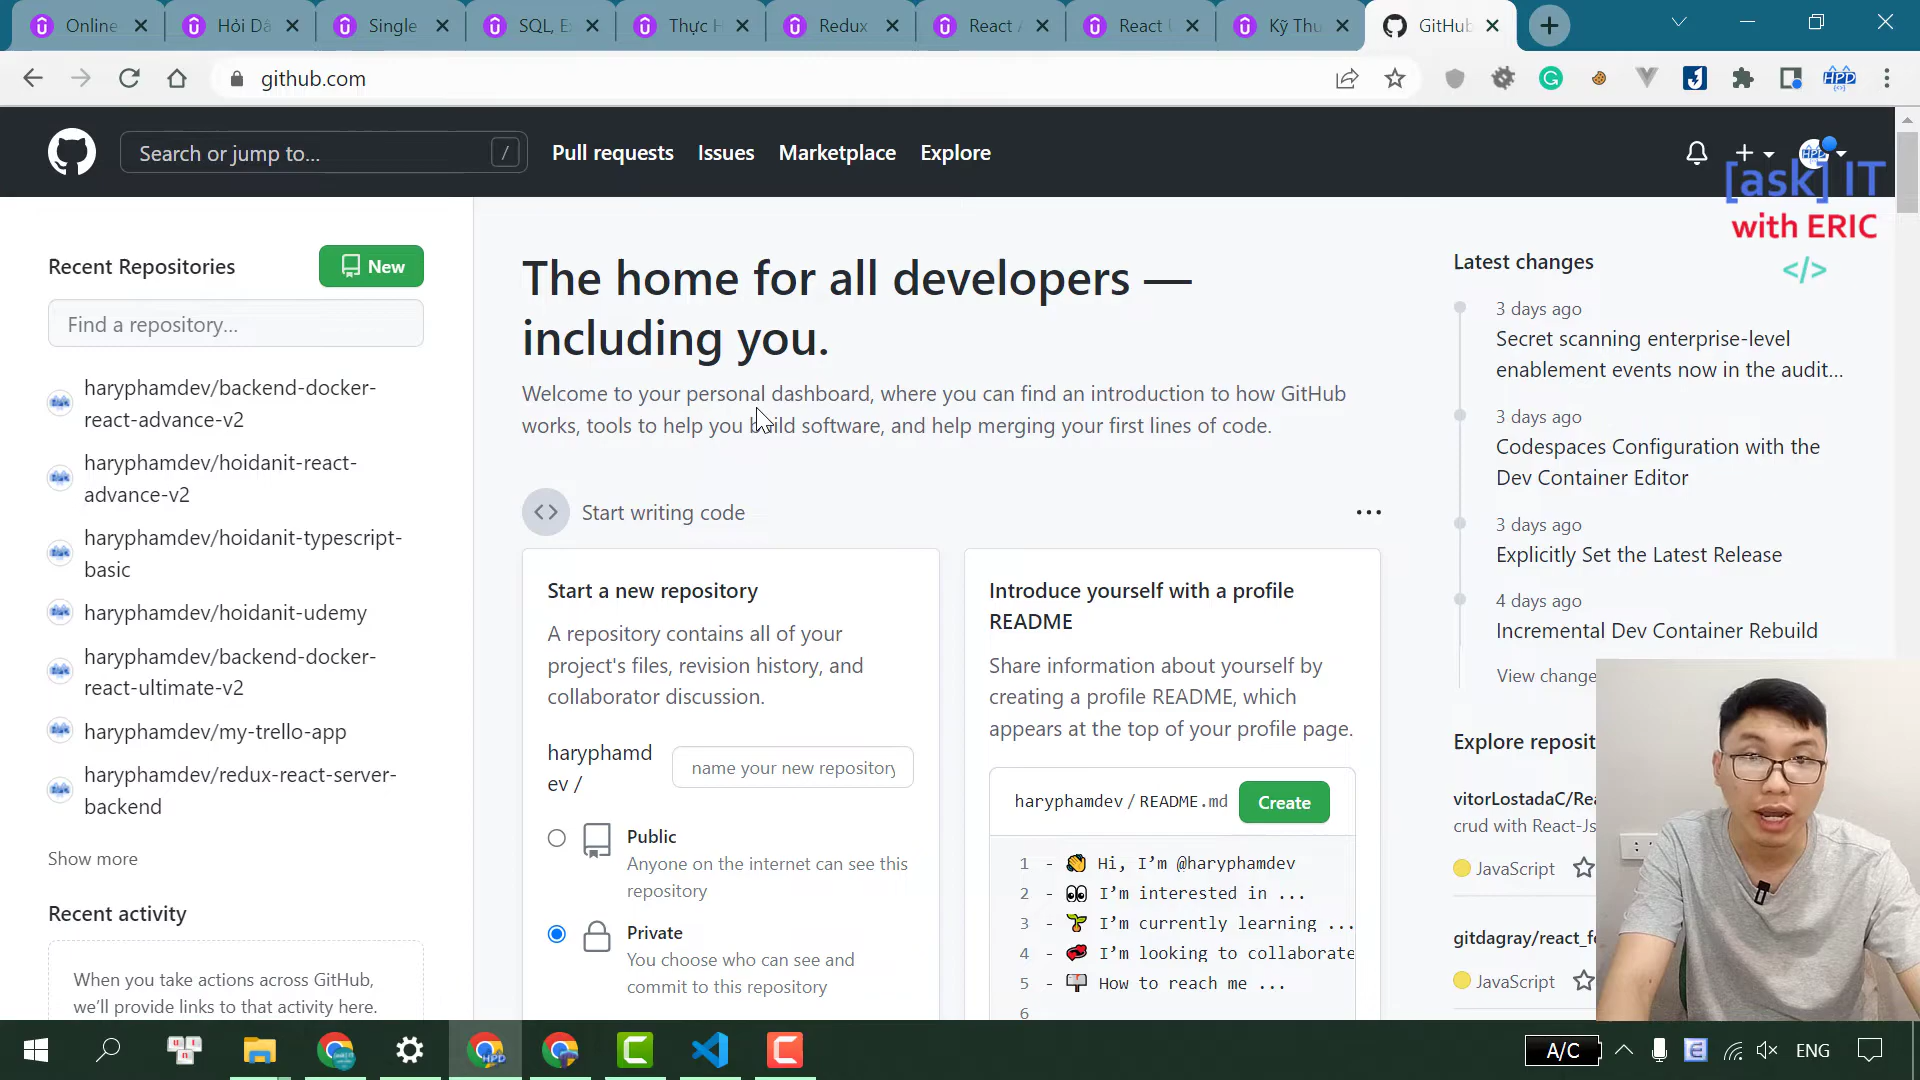 Online
Hỏi Dâ
Single
SQL, E
Thực H
Redux
React A
React U
Kỹ Thu
GitHub
github.com
HPD
Search or jump to...
/
Pull requests
Issues
Marketplace
Explore
[ask] IT
with ERIC
</>
Recent Repositories
New
Find a repository...
haryphamdev/backend-docker-
react-advance-v2
haryphamdev/hoidanit-react-
advance-v2
haryphamdev/hoidanit-typescript-
basic
haryphamdev/hoidanit-udemy
haryphamdev/backend-docker-
react-ultimate-v2
haryphamdev/my-trello-app
haryphamdev/redux-react-server-
backend
Show more
Recent activity
When you take actions across GitHub,
we'll provide links to that activity here.
The home for all developers —
including you.
Welcome to your personal dashboard, where you can find an introduction to how GitHub
works, tools to help you build software, and help merging your first lines of code.
Start writing code
Start a new repository
A repository contains all of your
project's files, revision history, and
collaborator discussion.
haryphamd
ev /
name your new repository
Public
Anyone on the internet can see this
repository
Private
You choose who can see and
commit to this repository
Introduce yourself with a profile
README
Share information about yourself by
creating a profile README, which
appears at the top of your profile page.
haryphamdev / README.md
Create
1 - 👋 Hi, I'm @haryphamdev
2 - 👀 I'm interested in ...
3 - 🌱 I'm currently learning ...
4 - 💞️ I'm looking to collaborate
5 - 📫 How to reach me ...
6
Latest changes
3 days ago
Secret scanning enterprise-level
enablement events now in the audit...
3 days ago
Codespaces Configuration with the
Dev Container Editor
3 days ago
Explicitly Set the Latest Release
4 days ago
Incremental Dev Container Rebuild
View change
Explore reposit
vitorLostadaC/Rea
crud with React-Js
JavaScript
gitdagray/react_fo
JavaScript
A/C
ENG